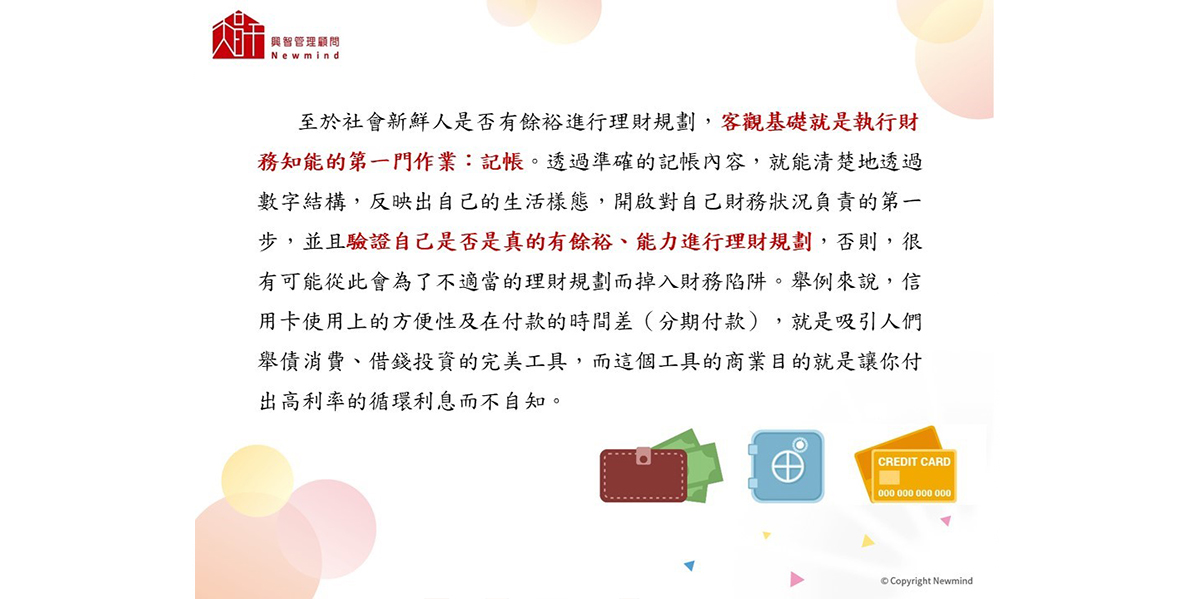 興智管理顧問
Newmind
至於社會新鮮人是否有餘裕進行理財規劃，客觀基礎就是執行財
務知能的第一門作業：記帳。透過準確的記帳內容，就能清楚地透過
數字結構，反映出自己的生活樣態，開啟對自己財務狀況負責的第一
步，並且驗證自己是否是真的有餘裕、能力進行理財規劃，否則，很
有可能從此會為了不適當的理財規劃而掉入財務陷阱。舉例來說，信
用卡使用上的方便性及在付款的時間差（分期付款），就是吸引人們
舉債消費、借錢投資的完美工具，而這個工具的商業目的就是讓你付
出高利率的循環利息而不自知。
CREDIT CARD
000 000 000 000
© Copyright Newmind